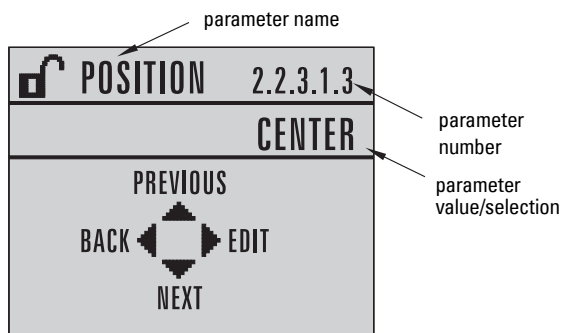 parameter name
POSITION 2.2.3.1.3
CENTER
parameter
number
parameter
value/selection
PREVIOUS
BACK EDIT
NEXT